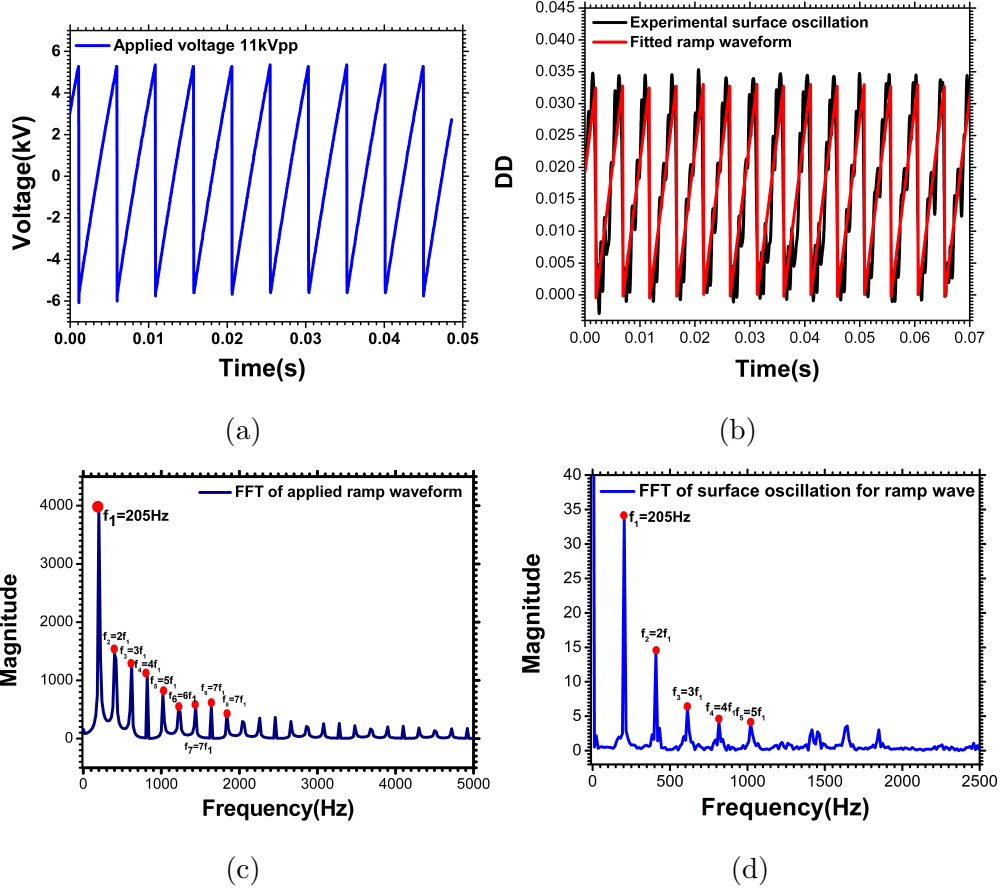 Applied voltage 11kVpp
Voltage(kV)
6
4
2
0
-2
-4
-6
0.00 0.01 0.02 0.03 0.04 0.05
Time(s)
(a)
Experimental surface oscillation
Fitted ramp waveform
DD
0.045
0.040
0.035
0.030
0.025
0.020
0.015
0.010
0.005
0.000
0.00 0.01 0.02 0.03 0.04 0.05 0.06 0.07
Time(s)
(b)
FFT of applied ramp waveform
Magnitude
4000
3000
2000
1000
0
f1=205Hz
f2=2f1
f3=3f1
f4=4f1
f5=5f1
f6=6f1
f7=7f1
f8=7f1
f8=7f1
0 1000 2000 3000 4000 5000
Frequency(Hz)
(c)
FFT of surface oscillation for ramp wave
Magnitude
40
35
30
25
20
15
10
5
0
f1=205Hz
f2=2f1
f3=3f1
f4=4f1
f5=5f1
0 500 1000 1500 2000 2500
Frequency(Hz)
(d)